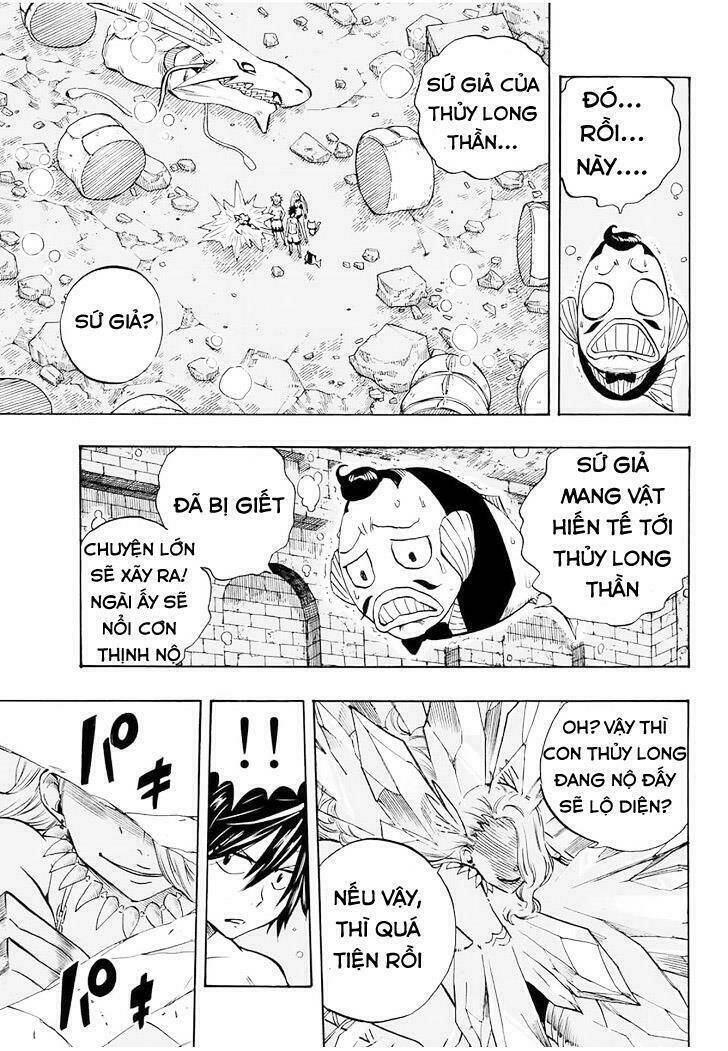 ĐÓ...
RỒI...
NÀY....
SỨ GIẢ CỦA
THỦY LONG
THẦN...
SỨ GIẢ?
SỨ GIẢ
MANG VẬT
HIẾN TẾ TỚI
THỦY LONG
THẦN
ĐÃ BỊ GIẾT
CHUYỆN LỚN
SẼ XÃY RA!
NGÀI ẤY SẼ
NỔI CƠN
THỊNH NỘ
OH? VẬY THÌ
CON THỦY LONG
ĐANG NỘ ĐẤY
SẼ LỘ DIỆN?
NẾU VẬY,
THÌ QUÁ
TIỆN RỒI
!!
パキ
パキ